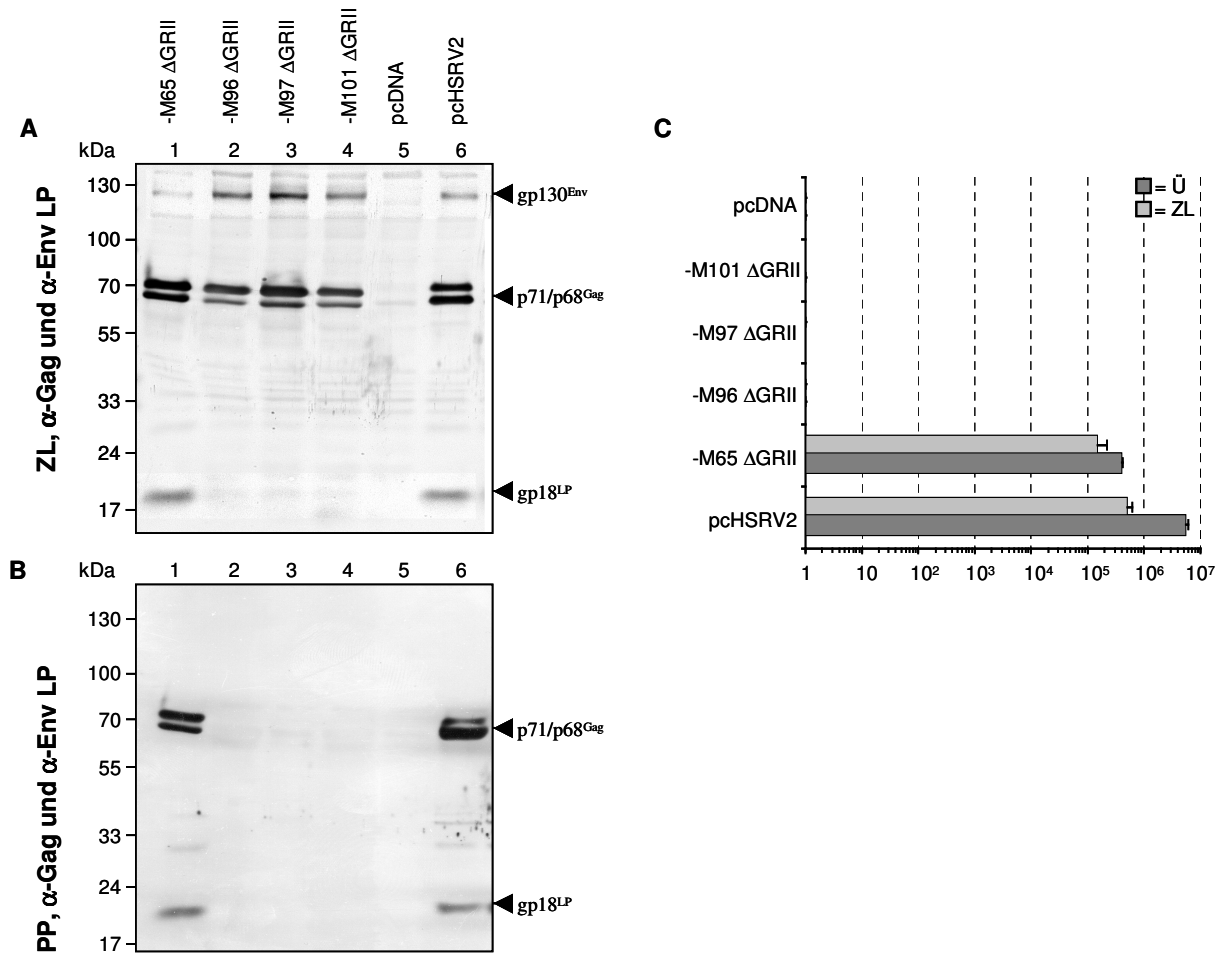 -M65 ΔGRII
-M96 ΔGRII
-M97 ΔGRII
-M101 ΔGRII
pcDNA
pcHSRV2
A
kDa 1 2 3 4 5 6
ZL, α-Gag und α-Env LP
130
100
70
55
33
24
17
gp130Env
p71/p68Gag
gp18LP
B
kDa 1 2 3 4 5 6
PP, α-Gag und α-Env LP
130
100
70
55
33
24
17
p71/p68Gag
gp18LP
C
= Ü
= ZL
pcDNA
-M101 ΔGRII
-M97 ΔGRII
-M96 ΔGRII
-M65 ΔGRII
pcHSRV2
1 10 10² 10³ 10⁴ 10⁵ 10⁶ 10⁷